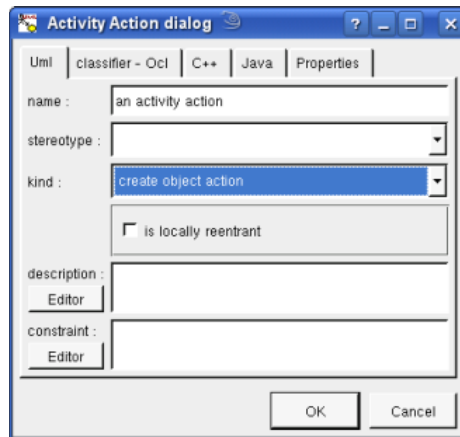 Activity Action dialog
Uml classifier - Ocl C++ Java Properties
name : an activity action
stereotype :
kind : create object action
is locally reentrant
description :
Editor
constraint :
Editor
OK Cancel